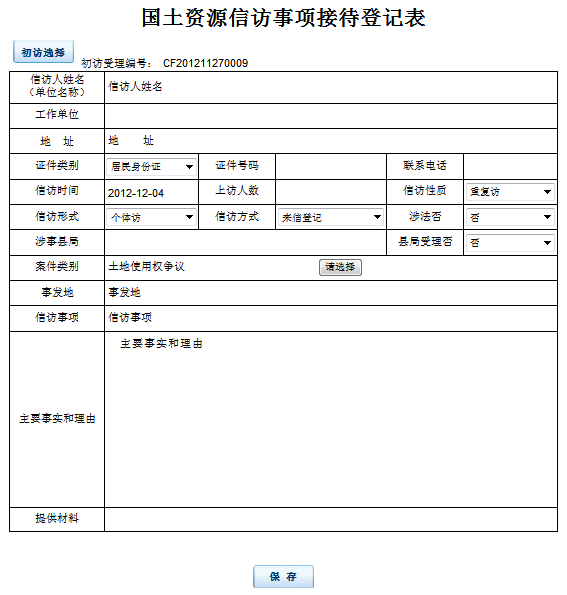 国土资源信访事项接待登记表
初访选择 初访受理编号： CF201211270009
信访人姓名
（单位名称） 信访人姓名
工作单位
地 址 地 址
证件类别 居民身份证 证件号码 联系电话
信访时间 2012-12-04 上访人数 信访性质 重复访
信访形式 个体访 信访方式 来信登记 涉法否 否
涉事县局 县局受理否 否
案件类别 土地使用权争议 请选择
事发地 事发地
信访事项 信访事项
主要事实和理由
主要事实和理由
提供材料
保 存